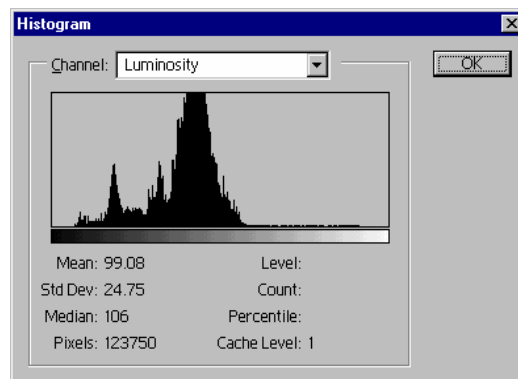 Histogram
Channel: Luminosity
OK
Mean: 99.08 Level:
Std Dev: 24.75 Count:
Median: 106 Percentile:
Pixels: 123750 Cache Level: 1